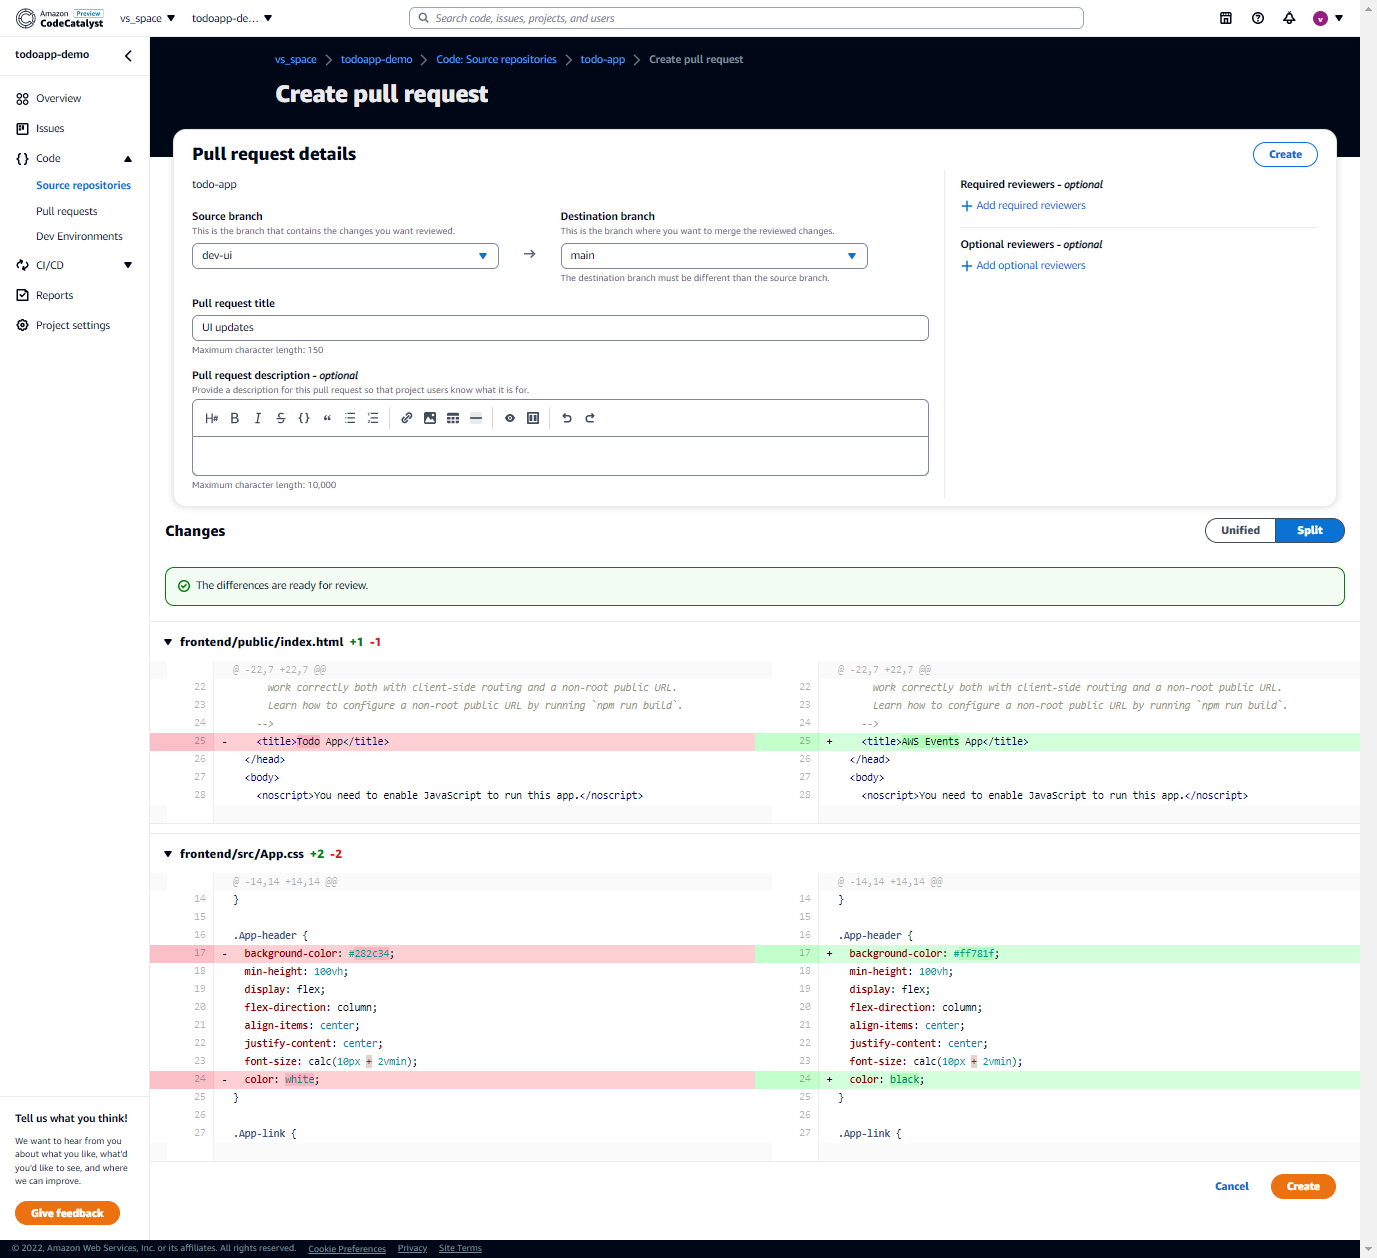 Amazon Preview
CodeCatalyst
vs_space
todoapp-de...
Search code, issues, projects, and users
v
todoapp-demo
Overview
Issues
Code
Source repositories
Pull requests
Dev Environments
CI/CD
Reports
Project settings
vs_space > todoapp-demo > Code: Source repositories > todo-app > Create pull request
Create pull request
Pull request details
Create
todo-app
Source branch
This is the branch that contains the changes you want reviewed.
dev-ui
→
Destination branch
This is the branch where you want to merge the reviewed changes.
main
The destination branch must be different than the source branch.
Pull request title
UI updates
Maximum character length: 150
Pull request description - optional
Provide a description for this pull request so that project users know what it is for.
H# B I S {} “
Maximum character length: 10,000
Required reviewers - optional
+ Add required reviewers
Optional reviewers - optional
+ Add optional reviewers
Changes
Unified Split
The differences are ready for review.
frontend/public/index.html +1 -1
@ -22,7 +22,7 @@
22 work correctly both with client-side routing and a non-root public URL.
23 Learn how to configure a non-root public URL by running `npm run build`.
24 -->
25 - <title>Todo App</title>
26 </head>
27 <body>
28 <noscript>You need to enable JavaScript to run this app.</noscript>
@ -22,7 +22,7 @@
22 work correctly both with client-side routing and a non-root public URL.
23 Learn how to configure a non-root public URL by running `npm run build`.
24 -->
25 + <title>AWS Events App</title>
26 </head>
27 <body>
28 <noscript>You need to enable JavaScript to run this app.</noscript>
frontend/src/App.css +2 -2
@ -14,14 +14,14 @@
14 }
15
16 .App-header {
17 - background-color: #282c34;
18 min-height: 100vh;
19 display: flex;
20 flex-direction: column;
21 align-items: center;
22 justify-content: center;
23 font-size: calc(10px + 2vmin);
24 - color: white;
25 }
26
27 .App-link {
@ -14,14 +14,14 @@
14 }
15
16 .App-header {
17 + background-color: #ff781f;
18 min-height: 100vh;
19 display: flex;
20 flex-direction: column;
21 align-items: center;
22 justify-content: center;
23 font-size: calc(10px + 2vmin);
24 + color: black;
25 }
26
27 .App-link {
Cancel
Create
Tell us what you think!
We want to hear from you
about what you like, what'd
you'd like to see, and where
we can improve.
Give feedback
© 2022, Amazon Web Services, Inc. or its affiliates. All rights reserved. Cookie Preferences Privacy Site Terms